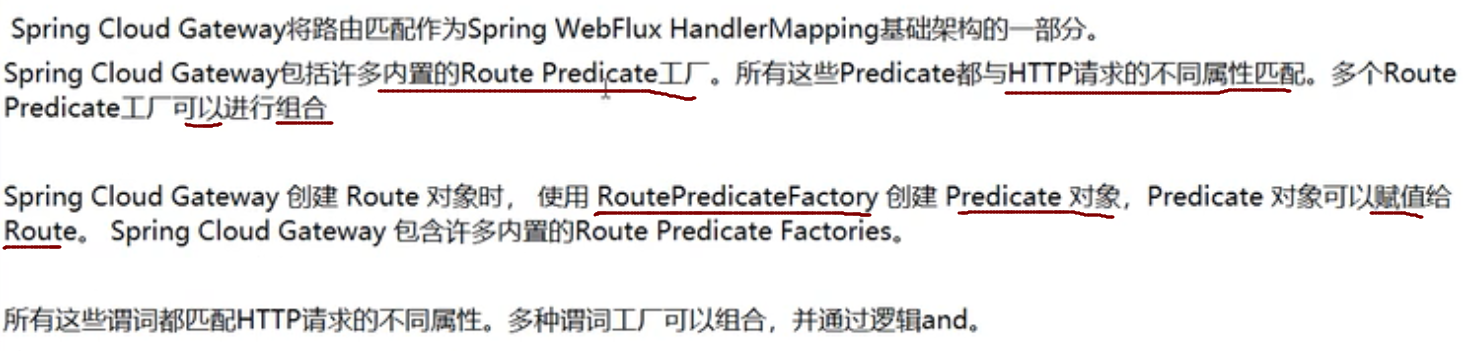 Spring Cloud Gateway将路由匹配作为Spring WebFlux HandlerMapping基础架构的一部分。
Spring Cloud Gateway包括许多内置的Route Predicate工厂。所有这些Predicate都与HTTP请求的不同属性匹配。多个Route
Predicate工厂可以进行组合
Spring Cloud Gateway 创建 Route 对象时， 使用 RoutePredicateFactory 创建 Predicate 对象，Predicate 对象可以赋值给
Route。 Spring Cloud Gateway 包含许多内置的Route Predicate Factories。
所有这些谓词都匹配HTTP请求的不同属性。多种谓词工厂可以组合，并通过逻辑and。